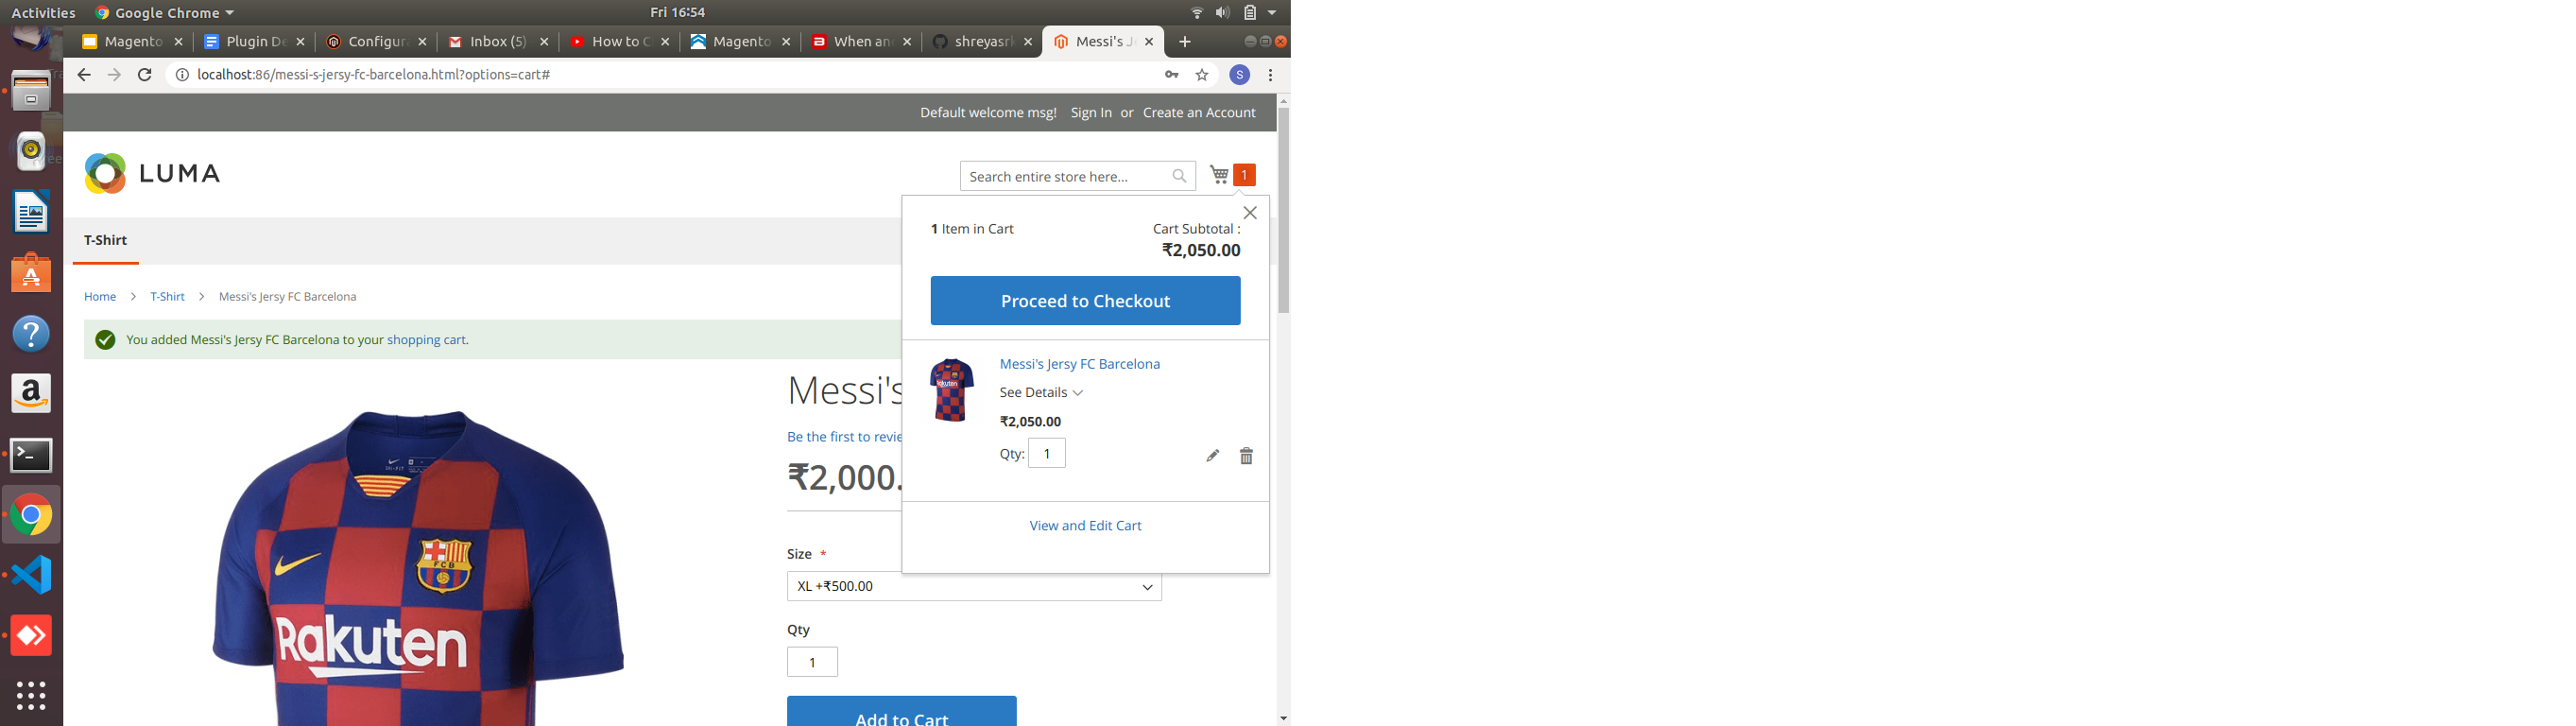 Activities
Google Chrome
Fri 16:54
Magento
Plugin De
Configura
Inbox (5)
How to C
Magento
When an
shreyasrk
Messi's J
localhost:86/messi-s-jersy-fc-barcelona.html?options=cart#
S
Default welcome msg! Sign In or Create an Account
LUMA
Search entire store here...
1
T-Shirt
1 Item in Cart
Cart Subtotal :
₹2,050.00
Proceed to Checkout
Home > T-Shirt > Messi's Jersy FC Barcelona
You added Messi's Jersy FC Barcelona to your shopping cart.
Messi's Jersy FC Barcelona
See Details
₹2,050.00
Qty: 1
View and Edit Cart
Messi's
Be the first to revie
₹2,000.
Size *
XL +₹500.00
Qty
1
Add to Cart
FCB
Rakuten
Rakuten